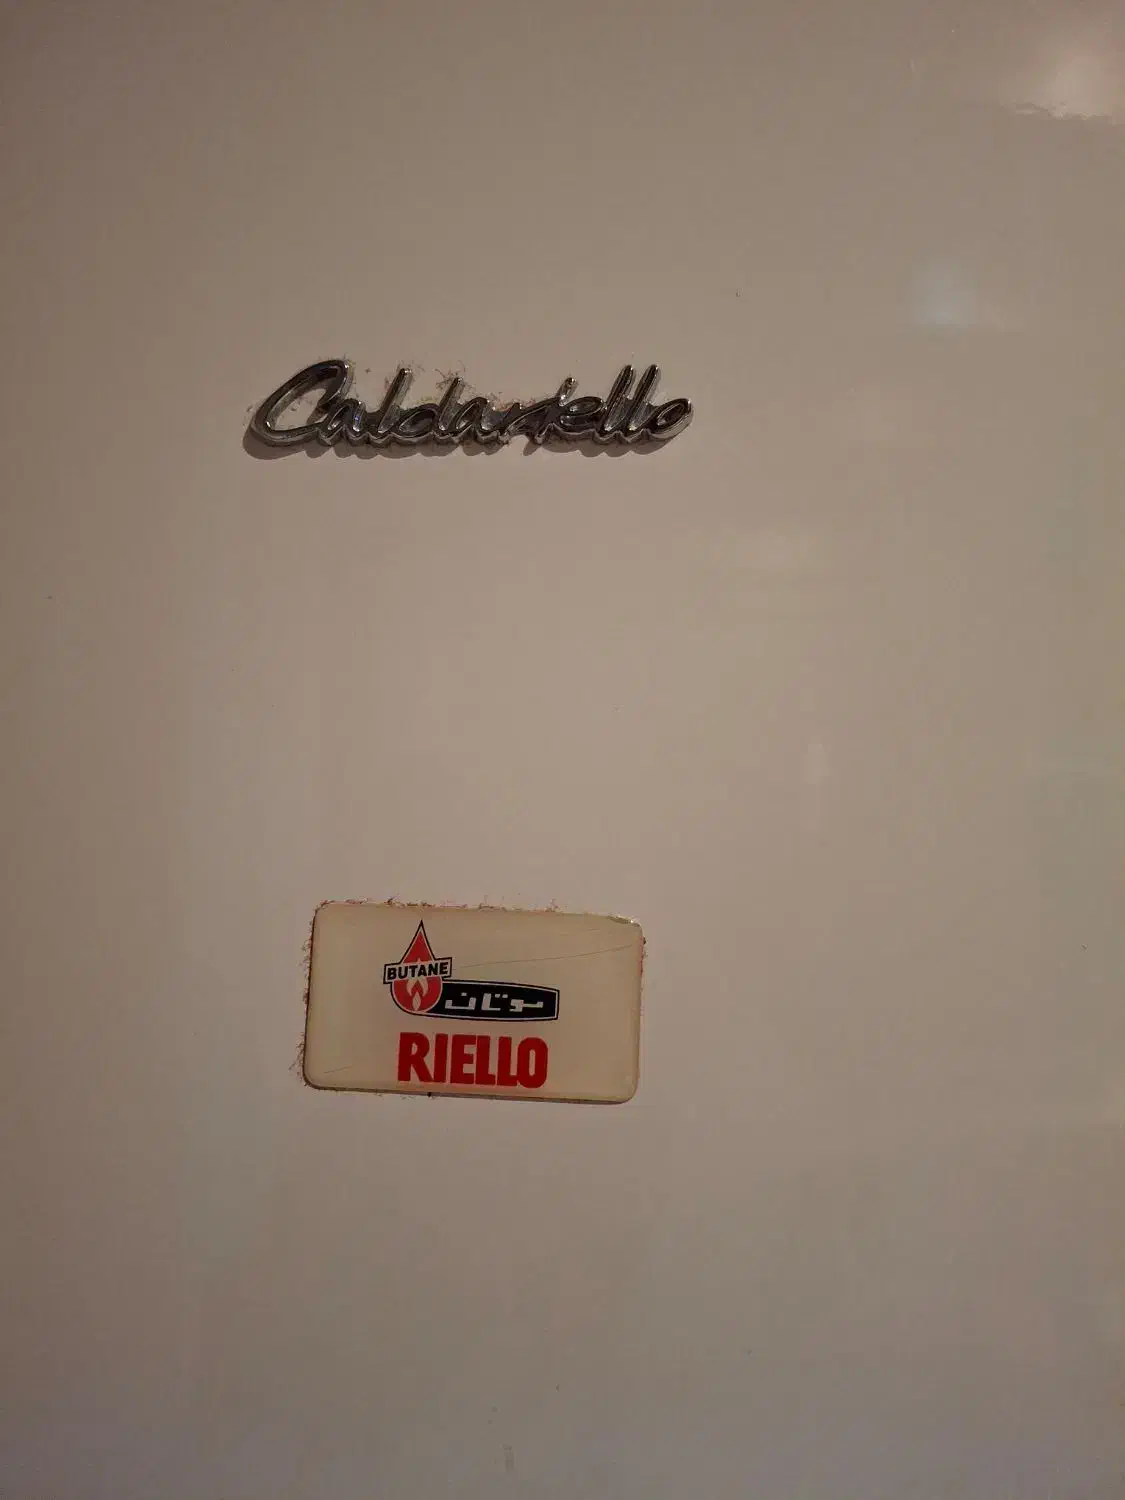 Caldariello
BUTANE
بوتان
RIELLO